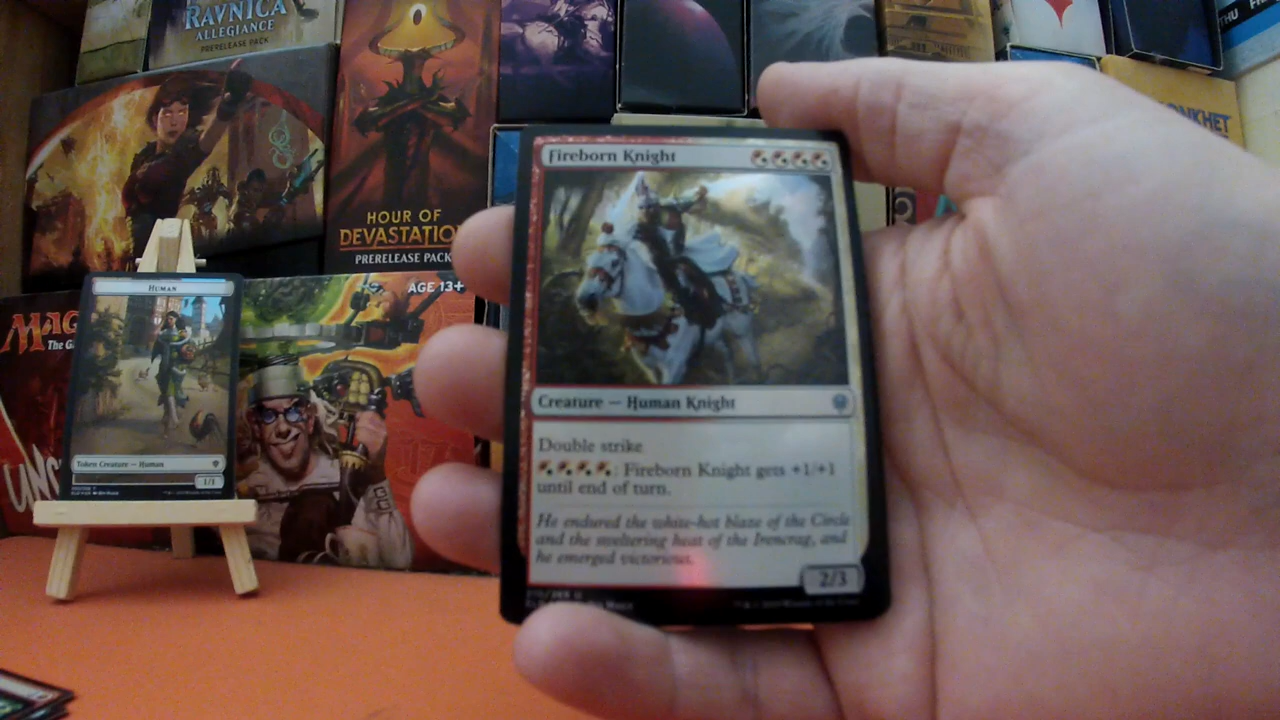 RAVNICA
ALLEGIANCE
PRERELEASE PACK
HOUR OF
DEVASTATION
PRERELEASE PACK
AGE 13+
Human
Token Creature — Human
1/1
Fireborn Knight
Creature — Human Knight
Double strike
: Fireborn Knight gets +1/+1
until end of turn.
He endured the white-hot blaze of the Circle
and the sweltering heat of the Irencrag, and
he emerged victorious.
2/3